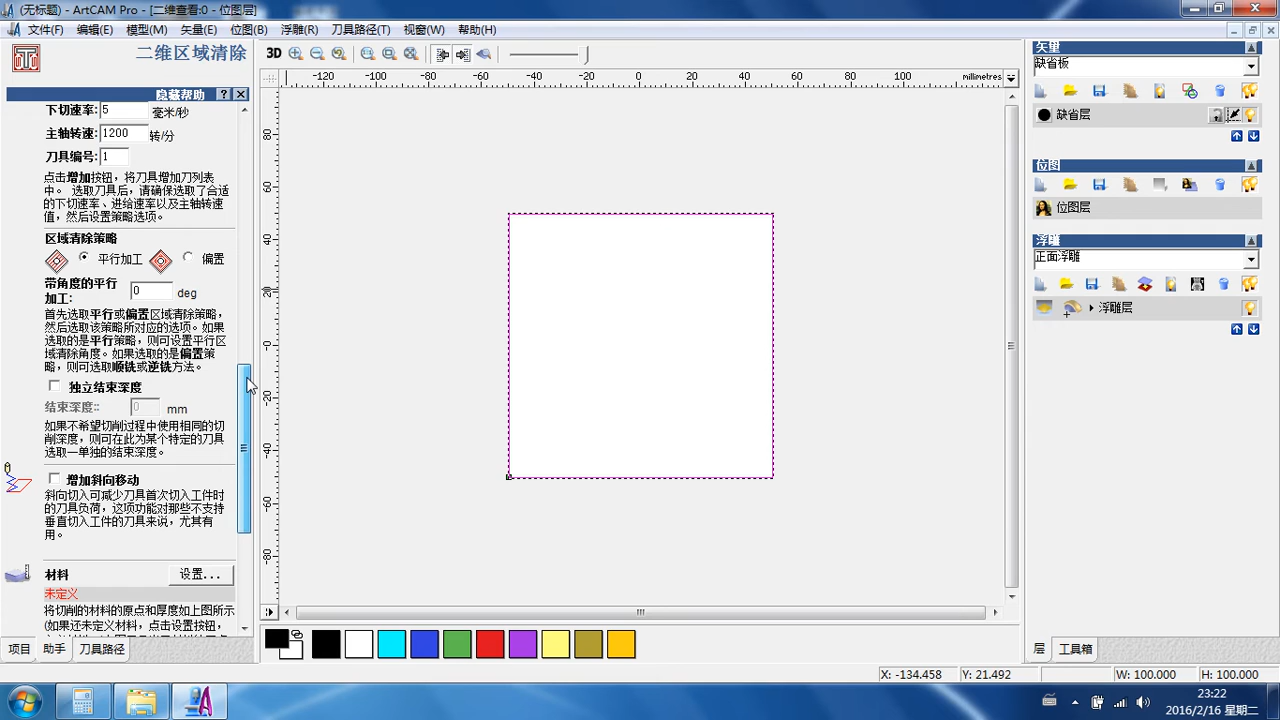 (无标题) - ArtCAM Pro - [二维查看:0 - 位图层]
文件(F) 编辑(E) 模型(M) 矢量(E) 位图(B) 浮雕(R) 刀具路径(T) 视窗(W) 帮助(H)
二维区域清除
隐藏帮助 ?
下切速率: 5 毫米/秒
主轴转速: 1200 转/分
刀具编号: 1
点击增加按钮，将刀具增加刀列表
中。 选取刀具后，请确保选取了合适
的下切速率、进给速率以及主轴转速
值，然后设置策略选项。
区域清除策略
平行加工 偏置
带角度的平行
加工: 0 deg
首先选取平行或偏置区域清除策略，
然后选取该策略所对应的选项。如果
选取的是平行策略，则可设置平行区
域清除角度。如果选取的是偏置策
略，则可选取顺铣或逆铣方法。
独立结束深度
结束深度:: 0 mm
如果不希望切削过程中使用相同的切
削深度，则可在此为某个特定的刀具
选取一单独的结束深度。
增加斜向移动
斜向切入可减少刀具首次切入工件时
的刀具负荷，这项功能对那些不支持
垂直切入工件的刀具来说，尤其有
用。
材料 设置...
未定义
将切削的材料的原点和厚度如上图所示
(如果还未定义材料，点击设置按钮，
项目 助手 刀具路径
3D
-120 -100 -80 -60 -40 -20 0 20 40 60 80 100 millimetres
80
60
40
20
-0
-20
-40
-60
-80
矢量
缺省板
缺省层
位图
位图层
浮雕
正面浮雕
浮雕层
层 工具箱
X: -134.458 Y: 21.492 W: 100.000 H: 100.000
23:22
2016/2/16 星期二